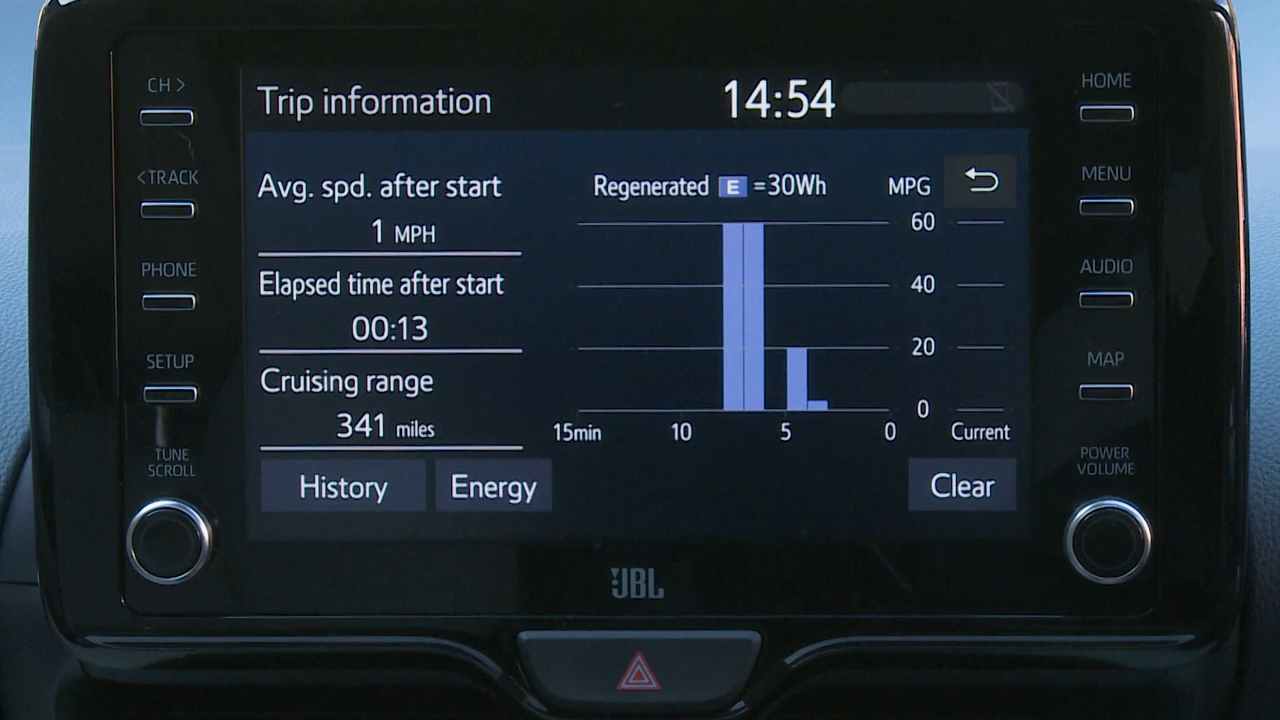 CH >
<TRACK
PHONE
SETUP
TUNE
SCROLL
Trip information
14:54
Avg. spd. after start
1 MPH
Elapsed time after start
00:13
Cruising range
341 miles
History
Energy
Regenerated E =30Wh
MPG
60
40
20
0
15min
10
5
0
Current
Clear
HOME
MENU
AUDIO
MAP
POWER
VOLUME
JBL